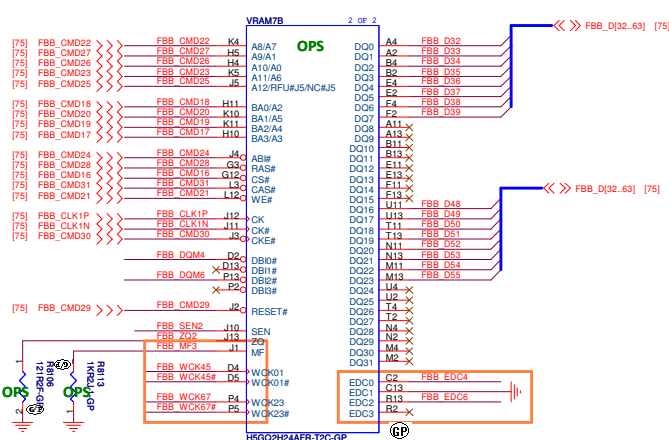 VRAM7B 2 OF 2
OPS
[75] FBB_CMD22 FBB_CMD22 K4 A8/A7
[75] FBB_CMD27 FBB_CMD27 H5 A9/A1
[75] FBB_CMD26 FBB_CMD26 H4 A10/A0
[75] FBB_CMD23 FBB_CMD23 K5 A11/A6
[75] FBB_CMD25 FBB_CMD25 J5 A12/RFU#J5/NC#J5
[75] FBB_CMD18 FBB_CMD18 H11 BA0/A2
[75] FBB_CMD20 FBB_CMD20 K10 BA1/A5
[75] FBB_CMD19 FBB_CMD19 K11 BA2/A4
[75] FBB_CMD17 FBB_CMD17 H10 BA3/A3
[75] FBB_CMD24 FBB_CMD24 J4 ABI#
[75] FBB_CMD28 FBB_CMD28 G3 RAS#
[75] FBB_CMD16 FBB_CMD16 G12 CS#
[75] FBB_CMD31 FBB_CMD31 L3 CAS#
[75] FBB_CMD21 FBB_CMD21 L12 WE#
[75] FBB_CLK1P FBB_CLK1P J12 CK
[75] FBB_CLK1N FBB_CLK1N J11 CK#
[75] FBB_CMD30 FBB_CMD30 J3 CKE#
FBB_DQM4 D2 DBI0#
D13 DBI1#
FBB_DQM6 P13 DBI2#
P2 DBI3#
[75] FBB_CMD29 FBB_CMD29 J2 RESET#
FBB_SEN2 J10 SEN
FBB_ZQ2 J13 ZQ
FBB_MF3 J1 MF
FBB_WCK45 D4 WCK01
FBB_WCK45# D5 WCK01#
FBB_WCK67 P4 WCK23
FBB_WCK67# P5 WCK23#
DQ0 A4 FBB_D32
DQ1 A2 FBB_D33
DQ2 B4 FBB_D34
DQ3 B2 FBB_D35
DQ4 E4 FBB_D36
DQ5 E2 FBB_D37
DQ6 F4 FBB_D38
DQ7 F2 FBB_D39
FBB_D[32..63] [75]
DQ8 A11
DQ9 A13
DQ10 B11
DQ11 B13
DQ12 E11
DQ13 E13
DQ14 F11
DQ15 F13
DQ16 U11 FBB_D48
DQ17 U13 FBB_D49
DQ18 T11 FBB_D50
DQ19 T13 FBB_D51
DQ20 N11 FBB_D52
DQ21 N13 FBB_D53
DQ22 M11 FBB_D54
DQ23 M13 FBB_D55
FBB_D[32..63] [75]
DQ24 U4
DQ25 U2
DQ26 T4
DQ27 T2
DQ28 N4
DQ29 N2
DQ30 M4
DQ31 M2
EDC0 C2 FBB_EDC4
EDC1 C13
EDC2 R13 FBB_EDC6
EDC3 R2
1
R8106
OPS
2
1
R8113
OPS
2
GP
H5GQ2H24AFR-T2C-GP